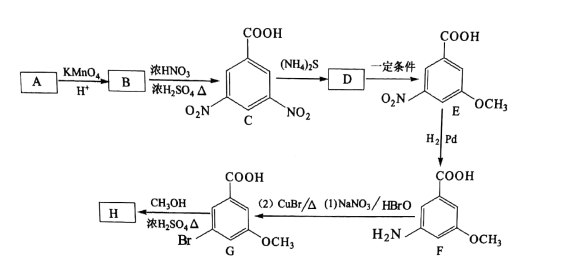 A
KMnO₄
H⁺
B
浓HNO₃
浓H₂SO₄ Δ
COOH
O₂N
NO₂
C
(NH₄)₂S
D
一定条件
COOH
O₂N
OCH₃
E
H₂ Pd
COOH
H₂N
OCH₃
F
(2) CuBr/Δ (1)NaNO₃/HBrO
COOH
Br
OCH₃
G
CH₃OH
浓H₂SO₄ Δ
H